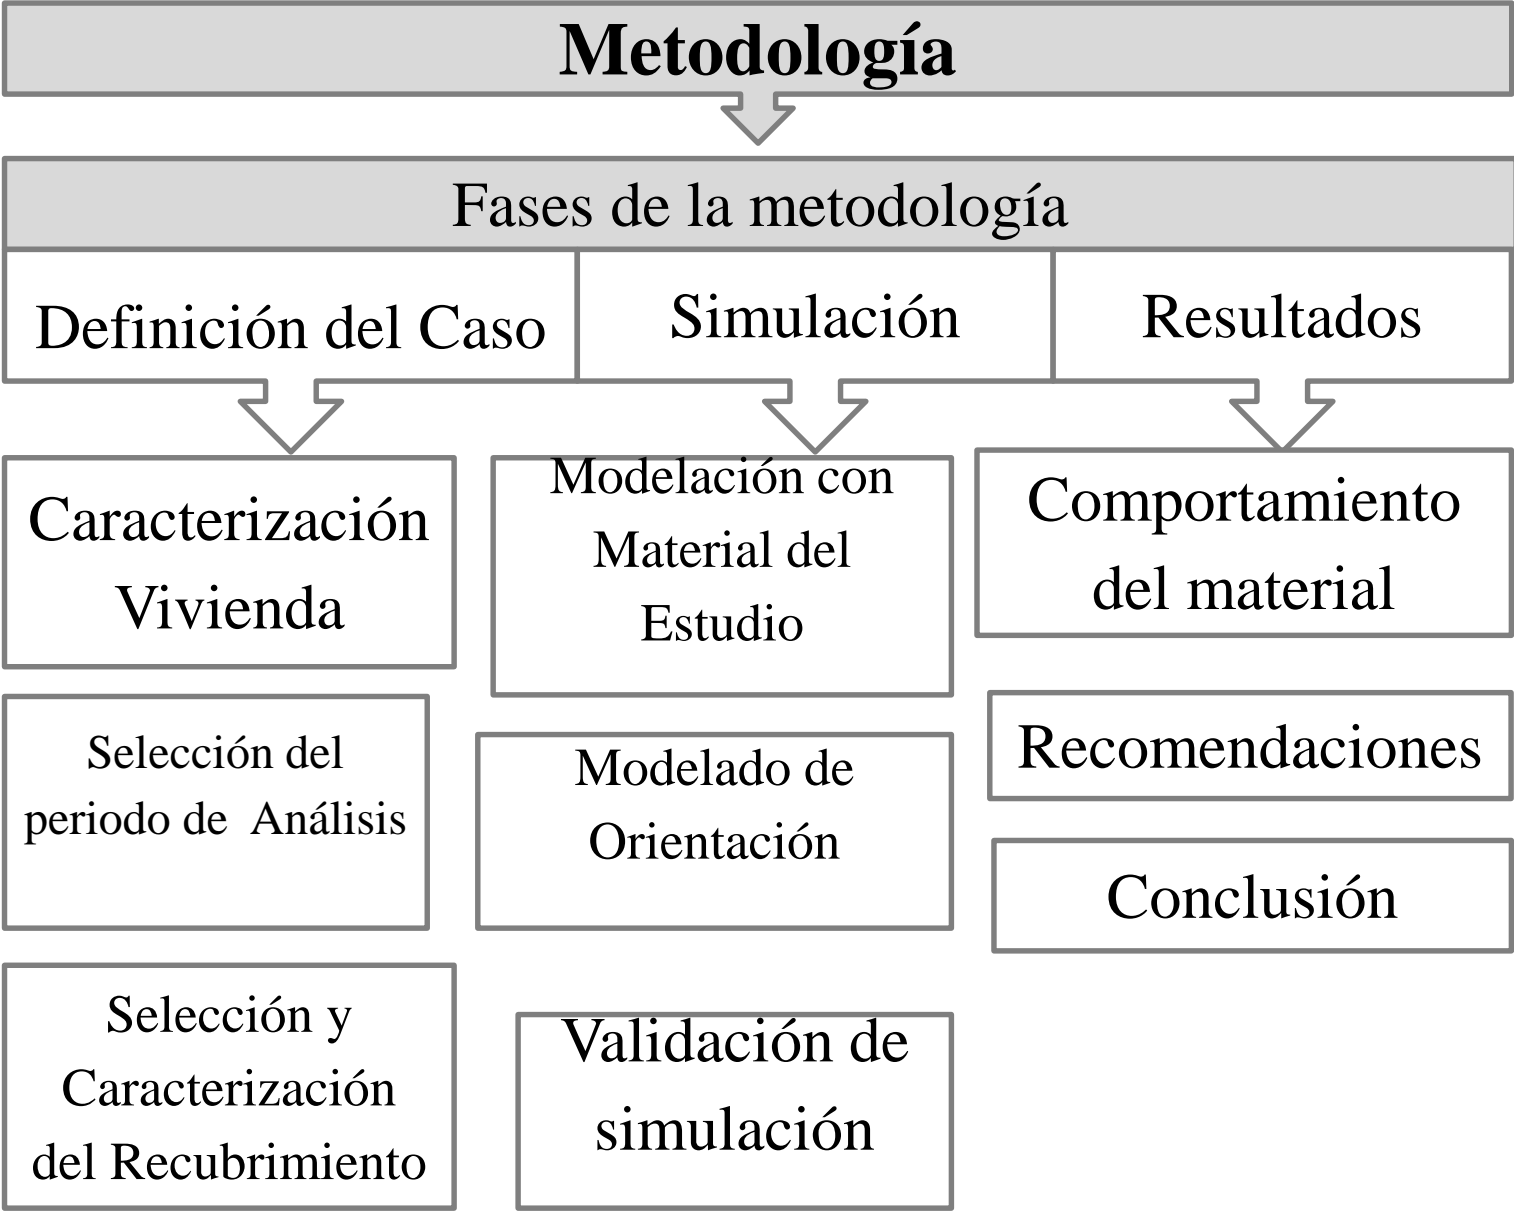 Metodología
Fases de la metodología
Definición del Caso
Simulación
Resultados
Caracterización
Vivienda
Selección del
periodo de Análisis
Selección y
Caracterización
del Recubrimiento
Modelación con
Material del
Estudio
Modelado de
Orientación
Validación de
simulación
Comportamiento
del material
Recomendaciones
Conclusión